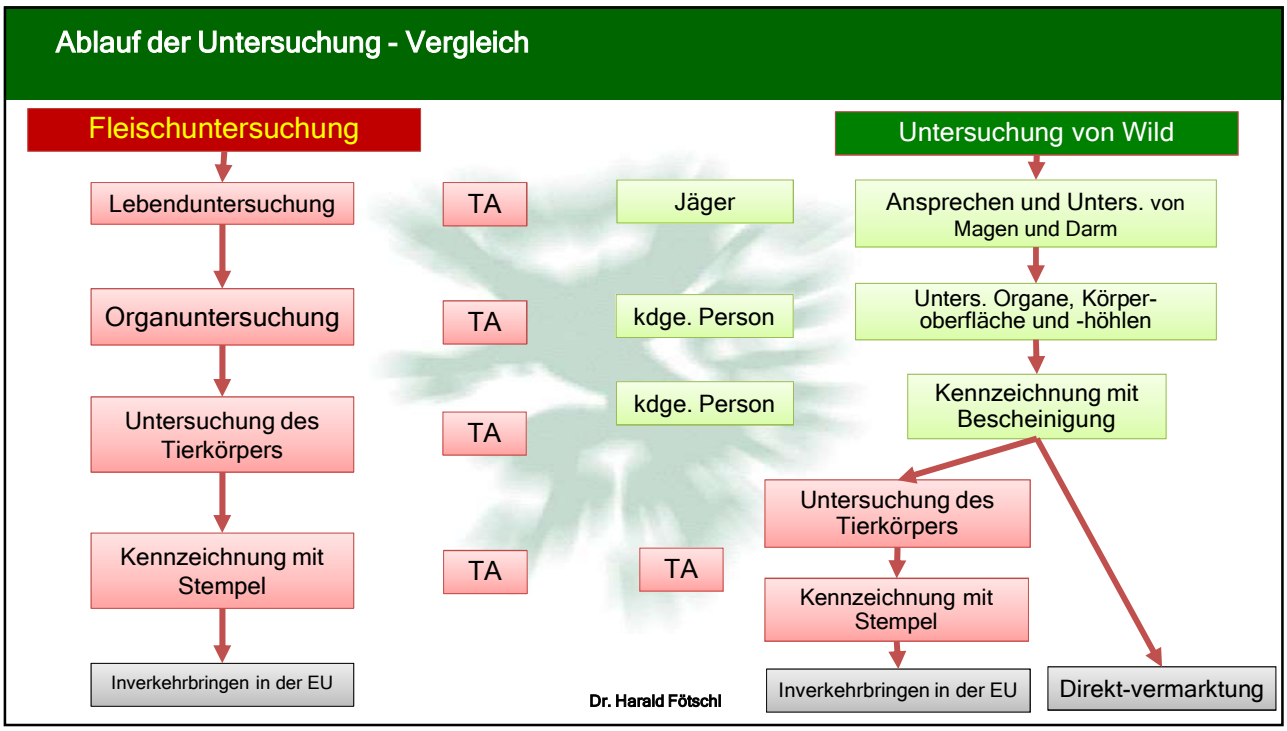 Ablauf der Untersuchung - Vergleich
Fleischuntersuchung
Lebenduntersuchung
Organuntersuchung
Untersuchung des
Tierkörpers
Kennzeichnung mit
Stempel
Inverkehrbringen in der EU
TA
TA
TA
TA
Jäger
kdge. Person
kdge. Person
TA
Untersuchung von Wild
Ansprechen und Unters. von
Magen und Darm
Unters. Organe, Körper-
oberfläche und -höhlen
Kennzeichnung mit
Bescheinigung
Untersuchung des
Tierkörpers
Kennzeichnung mit
Stempel
Inverkehrbringen in der EU
Direkt-vermarktung
Dr. Harald Fötschl